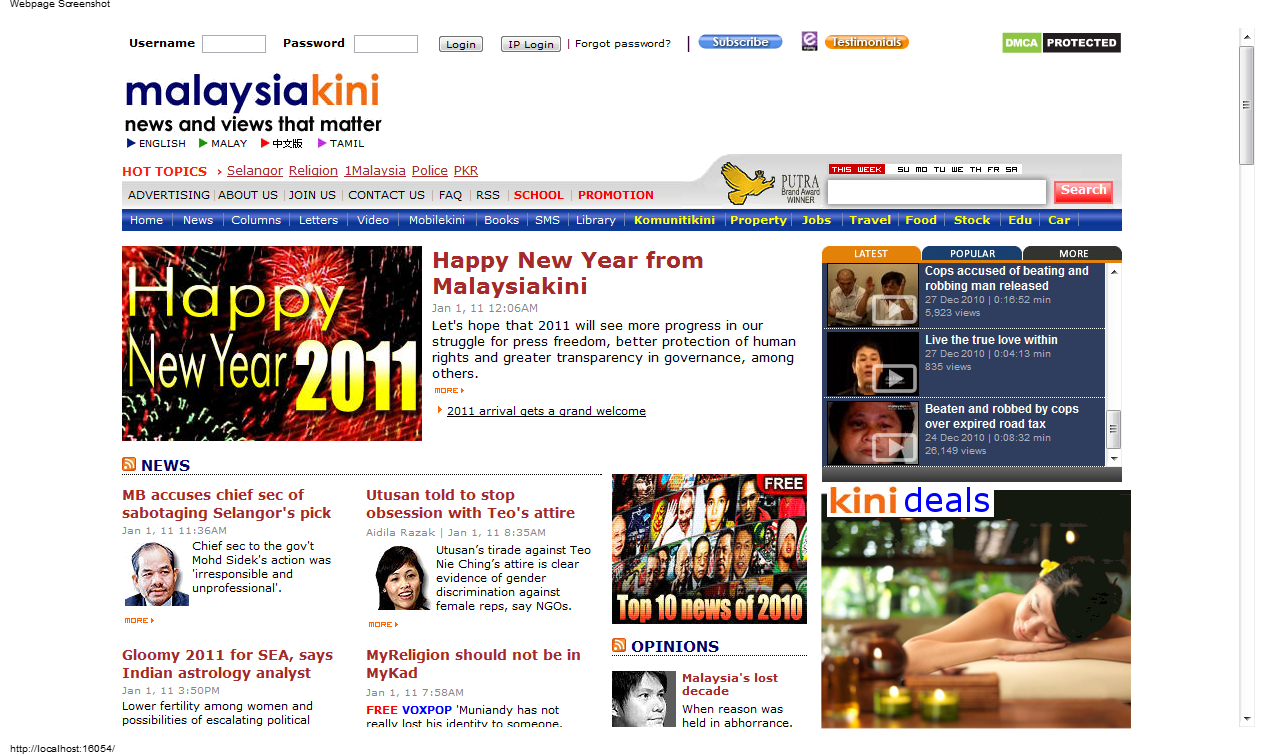 Webpage Screenshot
Username Password Login IP Login | Forgot password? | Subscribe Testimonials DMCA PROTECTED
malaysiakini
news and views that matter
ENGLISH MALAY 中文版 TAMIL
HOT TOPICS › Selangor Religion 1Malaysia Police PKR
ADVERTISING | ABOUT US | JOIN US | CONTACT US | FAQ | RSS | SCHOOL | PROMOTION
PUTRA
Brand Award
WINNER
THIS WEEK SU MO TU WE TH FR SA
Search
Home News Columns Letters Video Mobilekini Books SMS Library Komunitikini Property Jobs Travel Food Stock Edu Car
Happy
New Year 2011
Happy New Year from
Malaysiakini
Jan 1, 11 12:06AM
Let's hope that 2011 will see more progress in our
struggle for press freedom, better protection of human
rights and greater transparency in governance, among
others.
MORE
2011 arrival gets a grand welcome
LATEST POPULAR MORE
Cops accused of beating and
robbing man released
27 Dec 2010 | 0:16:52 min
5,923 views
Live the true love within
27 Dec 2010 | 0:04:13 min
835 views
Beaten and robbed by cops
over expired road tax
24 Dec 2010 | 0:08:32 min
26,149 views
NEWS
MB accuses chief sec of
sabotaging Selangor's pick
Jan 1, 11 11:36AM
Chief sec to the gov't
Mohd Sidek's action was
'irresponsible and
unprofessional'.
MORE
Utusan told to stop
obsession with Teo's attire
Aidila Razak | Jan 1, 11 8:35AM
Utusan’s tirade against Teo
Nie Ching’s attire is clear
evidence of gender
discrimination against
female reps, say NGOs.
MORE
Gloomy 2011 for SEA, says
Indian astrology analyst
Jan 1, 11 3:50PM
Lower fertility among women and
possibilities of escalating political
MyReligion should not be in
MyKad
Jan 1, 11 7:58AM
FREE VOXPOP 'Muniandy has not
really lost his identity to someone.
FREE
Top 10 news of 2010
OPINIONS
Malaysia's lost
decade
When reason was
held in abhorrance.
kini deals
http://localhost:16054/